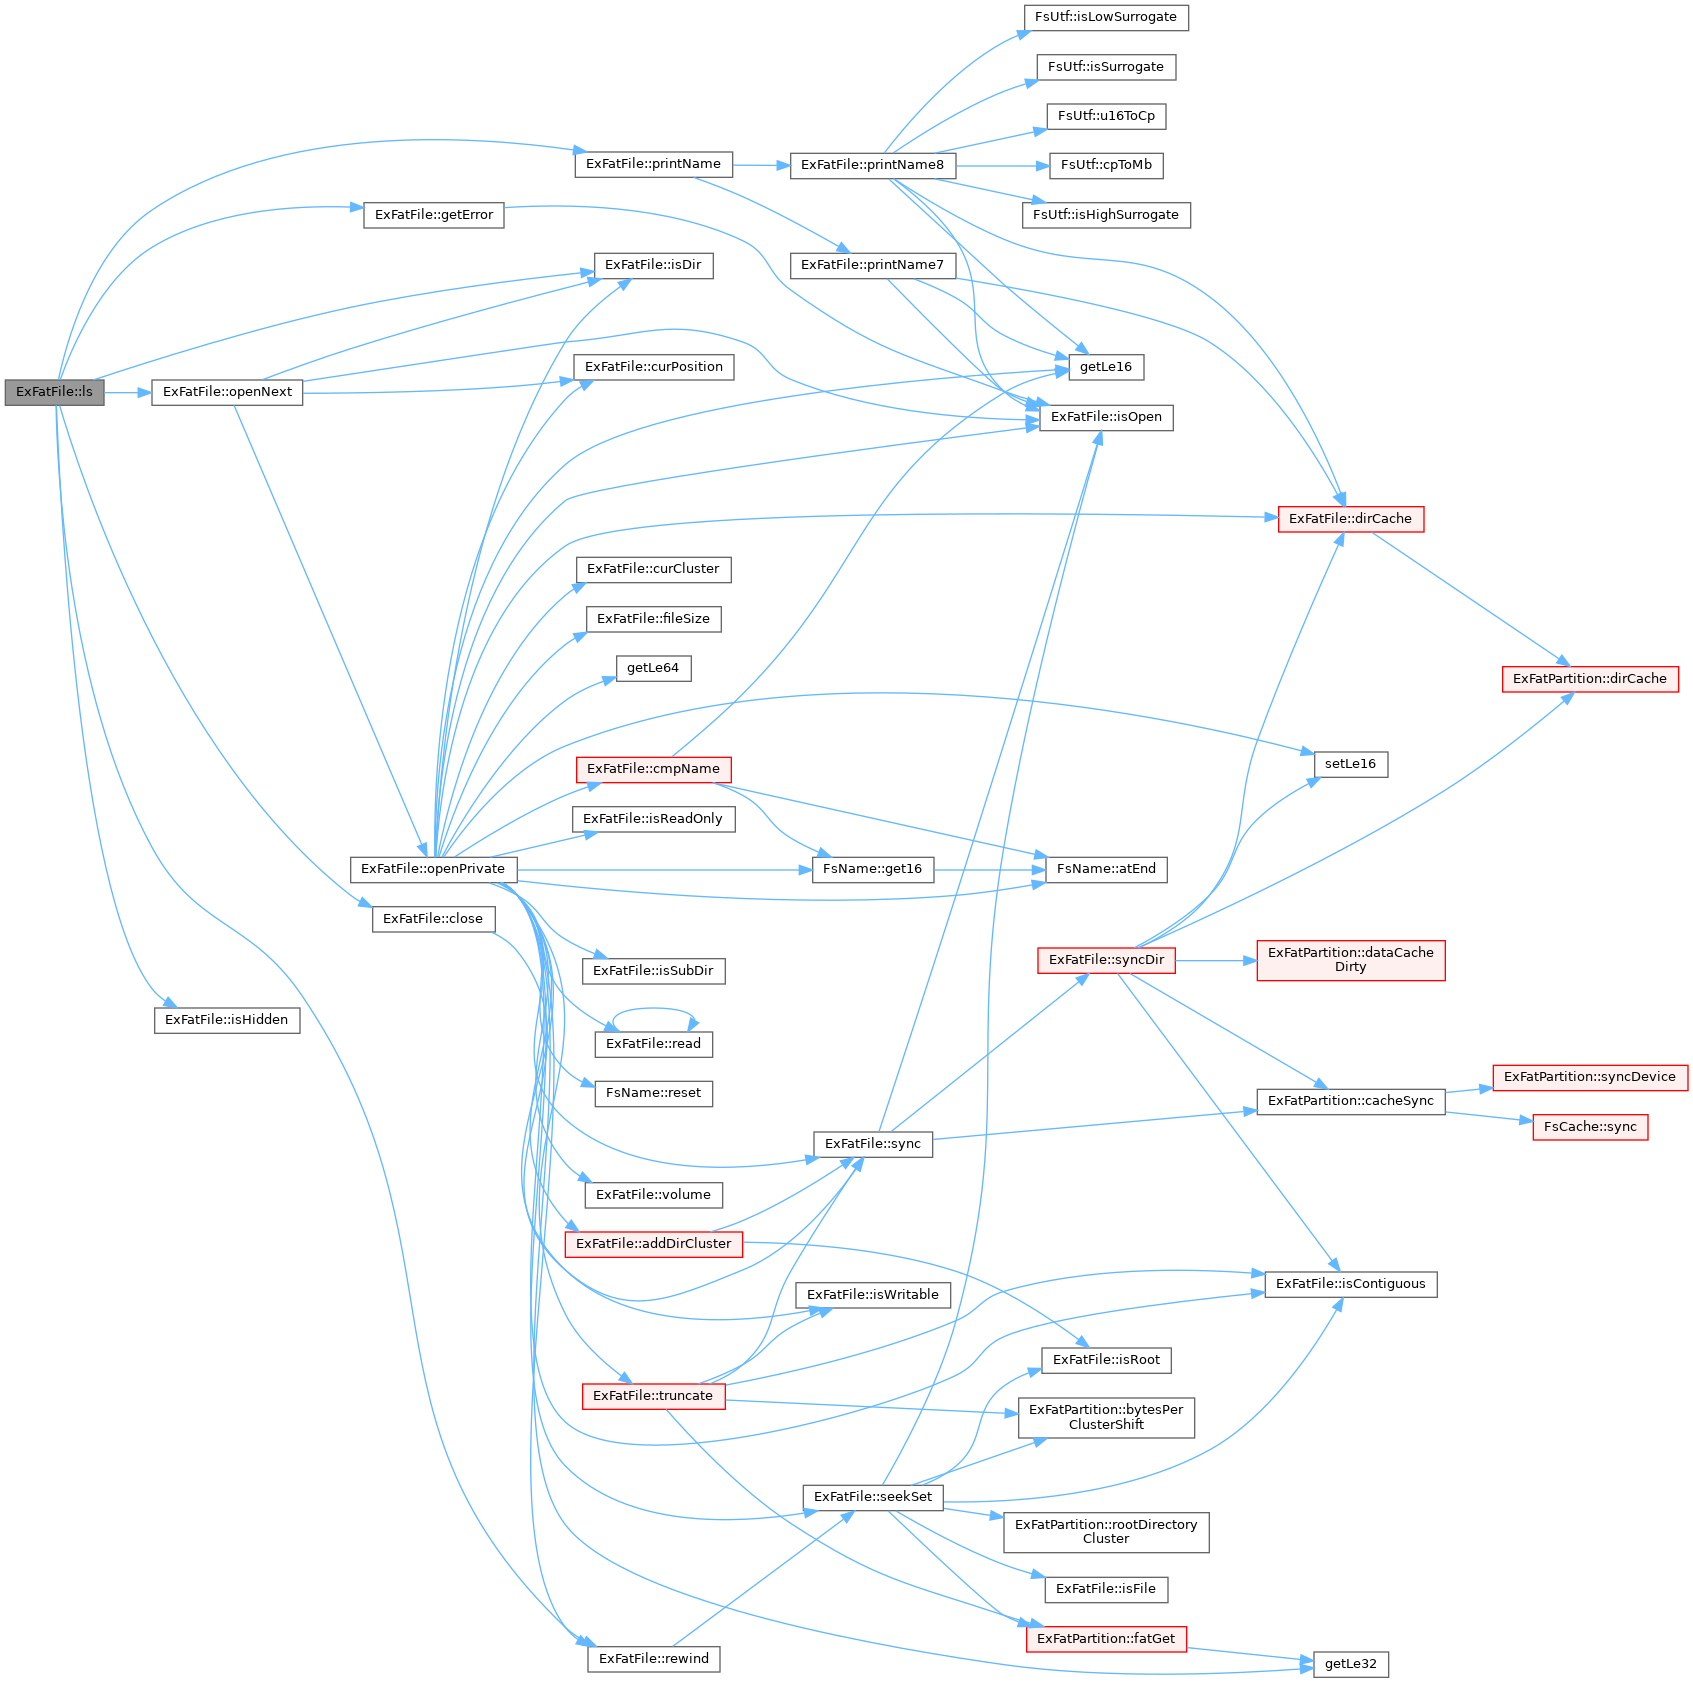 FsUtf::isLowSurrogate
FsUtf::isSurrogate
FsUtf::u16ToCp
ExFatFile::printName
ExFatFile::printName8
FsUtf::cpToMb
ExFatFile::getError
FsUtf::isHighSurrogate
ExFatFile::isDir
ExFatFile::printName7
ExFatFile::curPosition
getLe16
ExFatFile::ls
ExFatFile::openNext
ExFatFile::isOpen
ExFatFile::dirCache
ExFatFile::curCluster
ExFatFile::fileSize
getLe64
ExFatPartition::dirCache
ExFatFile::cmpName
setLe16
ExFatFile::isReadOnly
ExFatFile::openPrivate
FsName::get16
FsName::atEnd
ExFatFile::close
ExFatFile::isSubDir
ExFatFile::syncDir
ExFatPartition::dataCache
Dirty
ExFatFile::isHidden
ExFatFile::read
ExFatPartition::syncDevice
FsName::reset
ExFatPartition::cacheSync
FsCache::sync
ExFatFile::sync
ExFatFile::volume
ExFatFile::addDirCluster
ExFatFile::isWritable
ExFatFile::isContiguous
ExFatFile::isRoot
ExFatFile::truncate
ExFatPartition::bytesPer
ClusterShift
ExFatFile::seekSet
ExFatPartition::rootDirectory
Cluster
ExFatFile::isFile
ExFatPartition::fatGet
ExFatFile::rewind
getLe32